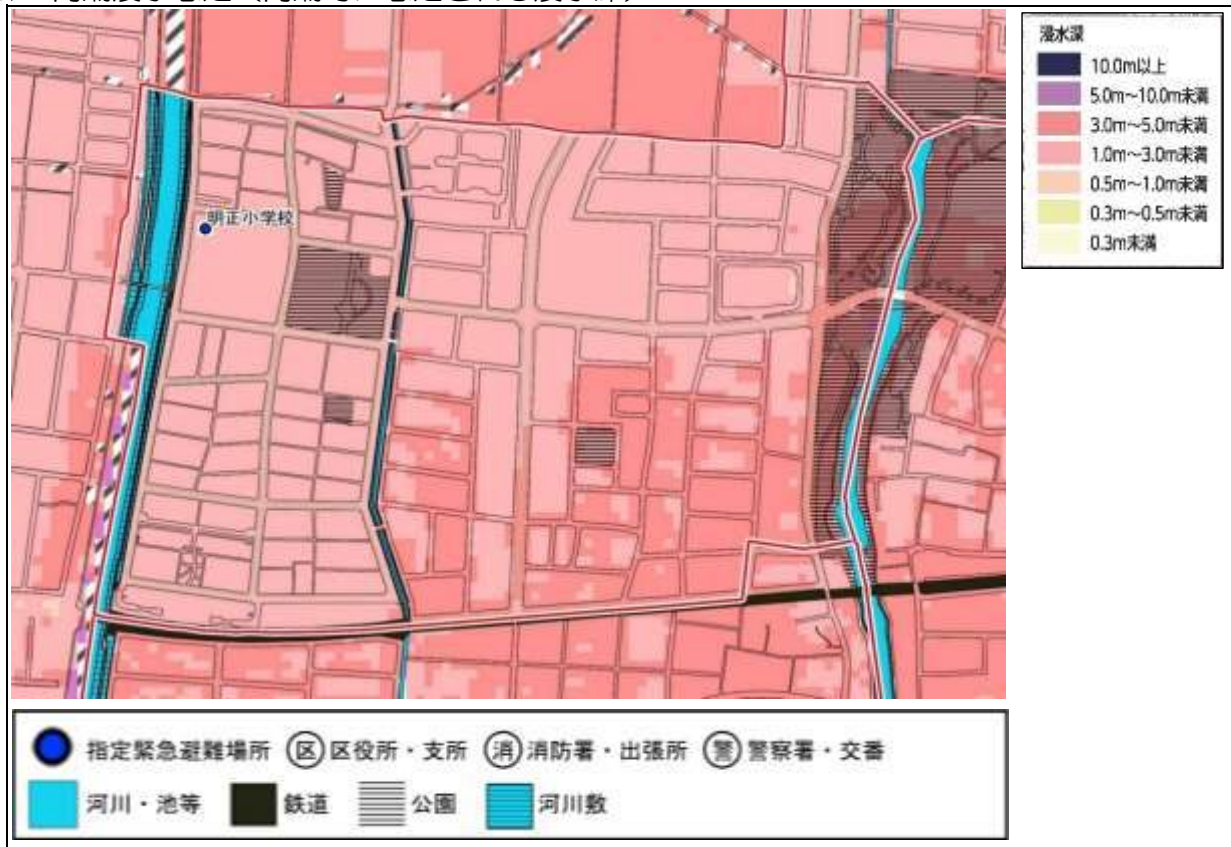 明正小学校
浸水深
10.0m以上
5.0m～10.0m未満
3.0m～5.0m未満
1.0m～3.0m未満
0.5m～1.0m未満
0.3m～0.5m未満
0.3m未満
指定緊急避難場所 区 区役所・支所 消 消防署・出張所 警 警察署・交番
河川・池等 鉄道 公園 河川敷